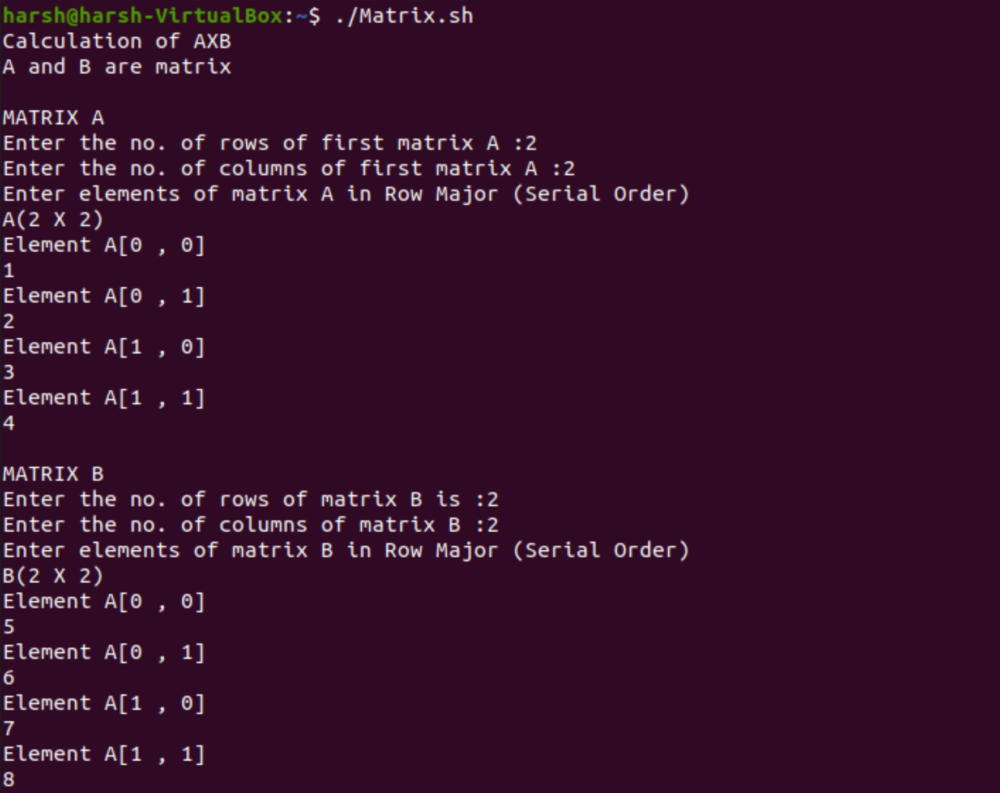 harsh@harsh-VirtualBox:~$ ./Matrix.sh
Calculation of AXB
A and B are matrix
MATRIX A
Enter the no. of rows of first matrix A :2
Enter the no. of columns of first matrix A :2
Enter elements of matrix A in Row Major (Serial Order)
A(2 X 2)
Element A[0 , 0]
1
Element A[0 , 1]
2
Element A[1 , 0]
3
Element A[1 , 1]
4
MATRIX B
Enter the no. of rows of matrix B is :2
Enter the no. of columns of matrix B :2
Enter elements of matrix B in Row Major (Serial Order)
B(2 X 2)
Element A[0 , 0]
5
Element A[0 , 1]
6
Element A[1 , 0]
7
Element A[1 , 1]
8